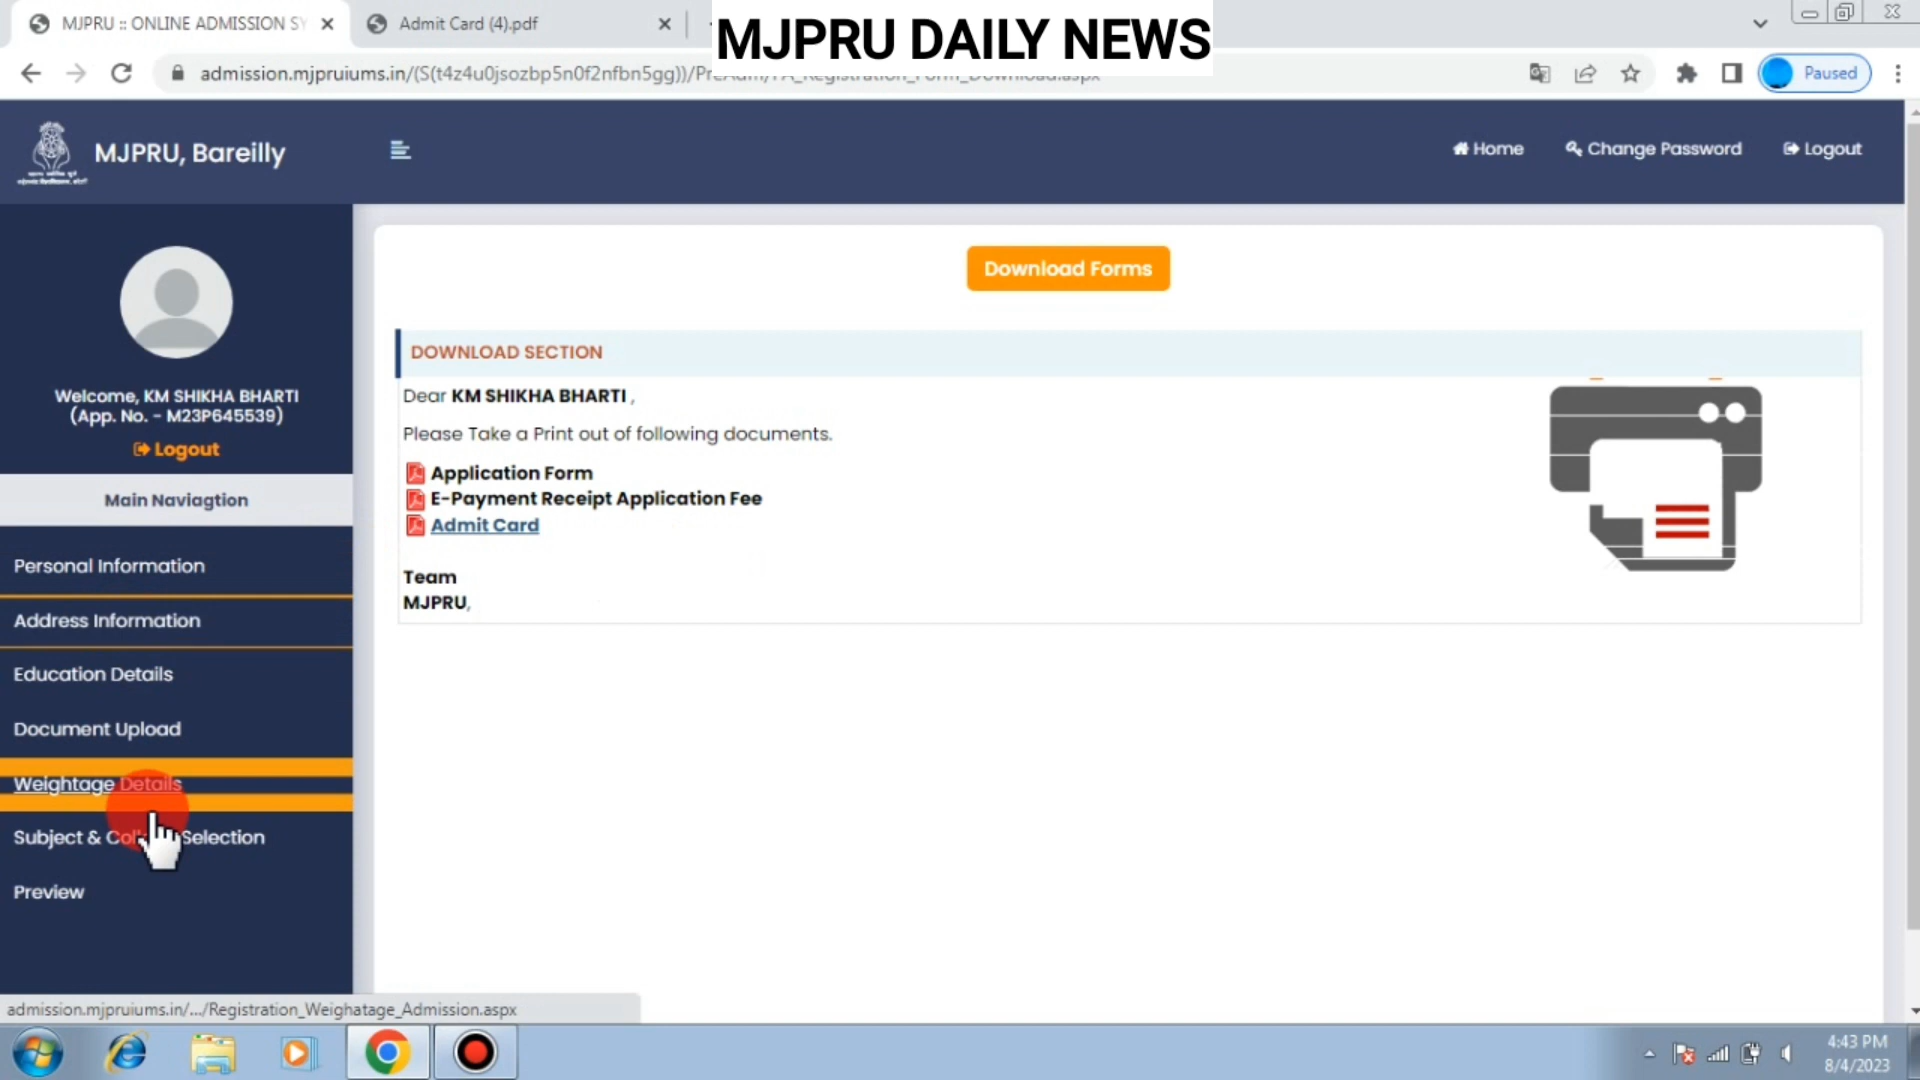 MJPRU :: ONLINE ADMISSION SY
Admit Card (4).pdf
MJPRU DAILY NEWS
admission.mjpruiums.in/(S(t4z4u0jsozbp5n0f2nfbn5gg))/PreAdm/PA_Registration_Form_Download.aspx
Paused
MJPRU, Bareilly
Home
Change Password
Logout
Welcome, KM SHIKHA BHARTI
(App. No. - M23P645539)
Logout
Main Naviagtion
Personal Information
Address Information
Education Details
Document Upload
Weightage Details
Subject & College Selection
Preview
Download Forms
DOWNLOAD SECTION
Dear KM SHIKHA BHARTI ,
Please Take a Print out of following documents.
Application Form
E-Payment Receipt Application Fee
Admit Card
Team
MJPRU,
admission.mjpruiums.in/.../Registration_Weighatage_Admission.aspx
4:43 PM
8/4/2023